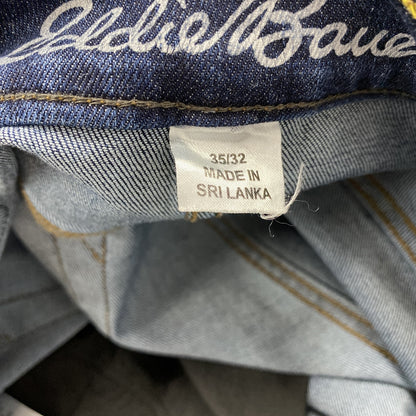 Eddie Bauer
35/32
MADE IN
SRI LANKA